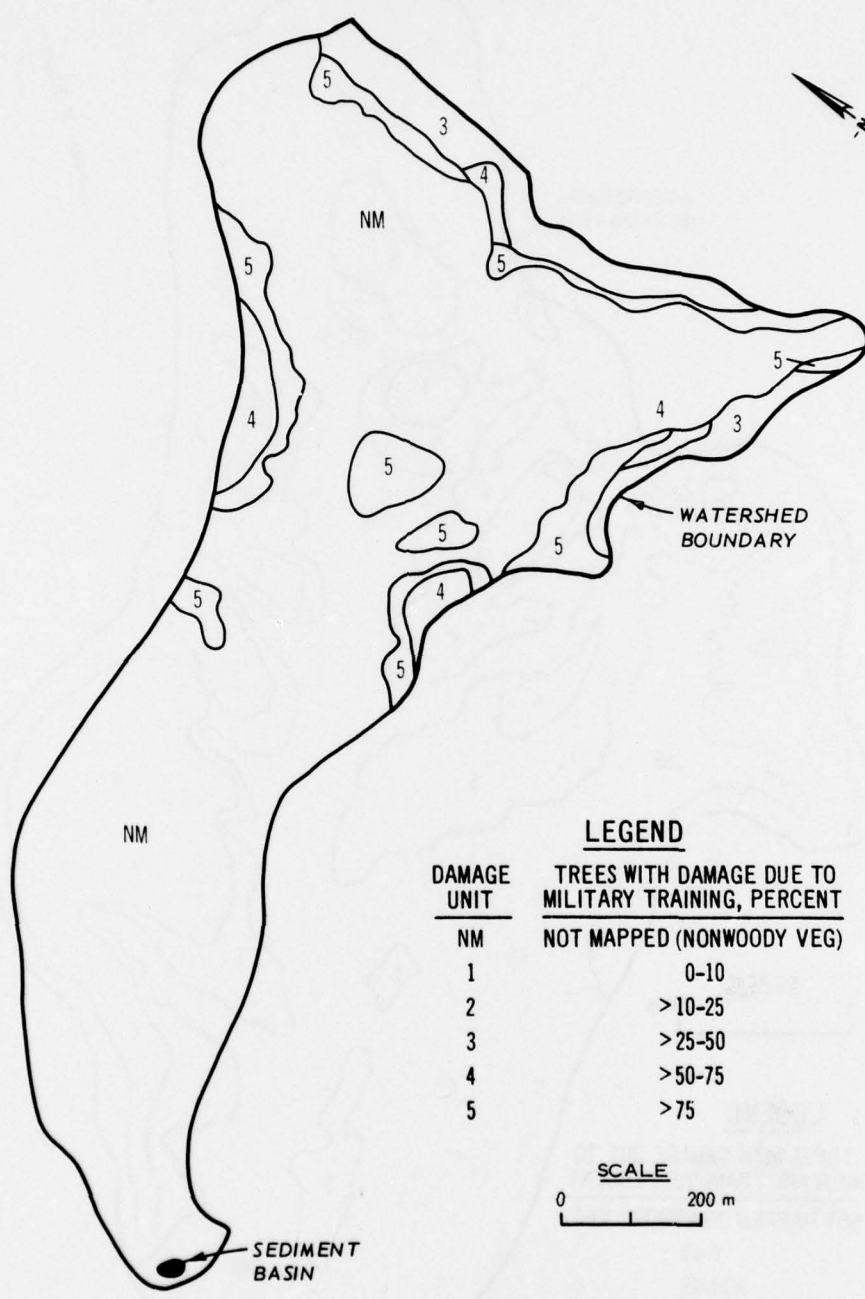 5
3
4
NM
5
5
5
4
4
3
5
5
WATERSHED
BOUNDARY
5
4
5
5
NM
LEGEND
DAMAGE UNIT
TREES WITH DAMAGE DUE TO MILITARY TRAINING, PERCENT
NM NOT MAPPED (NONWOODY VEG)
1 0-10
2 >10-25
3 >25-50
4 >50-75
5 >75
SCALE
0 200 m
SEDIMENT
BASIN